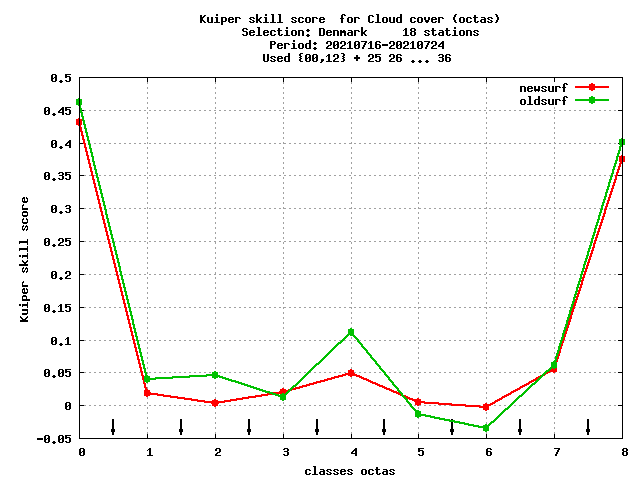 Kuiper skill score  for Cloud cover (octas)
Selection: Denmark     18 stations
Period: 20210716-20210724
Used {00,12} + 25 26 ... 36
newsurf
oldsurf
0.5
0.45
0.4
0.35
0.3
0.25
0.2
0.15
0.1
0.05
0
-0.05
Kuiper skill score
0 1 2 3 4 5 6 7 8
classes octas